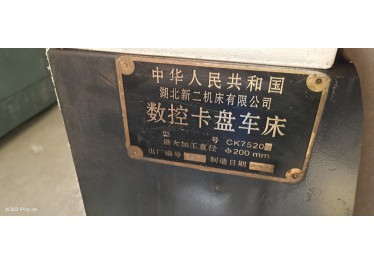 中华人民共和国
湖北新二机床有限公司
数控卡盘车床
型 号 CK7520
最大加工直径 φ200mm
出厂编号 制造日期